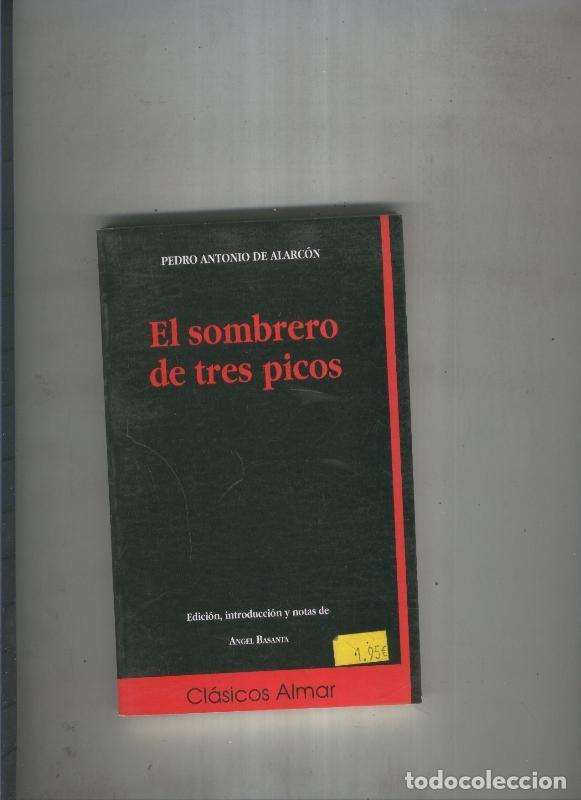 PEDRO ANTONIO DE ALARCÓN
El sombrero
de tres picos
Edición, introducción y notas de
ANGEL BASANTA
1.95€
Clásicos Almar
todocoleccion